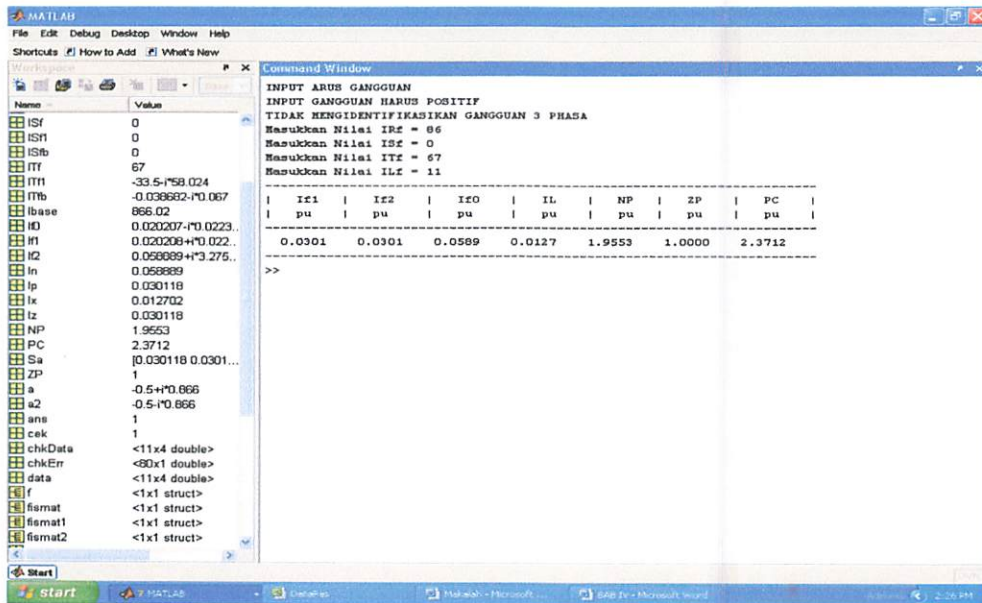 MATLAB
File Edit Debug Desktop Window Help
Shortcuts How to Add What's New
Workspace
Name Value
ISf 0
ISf1 0
ISfb 0
ITf 67
ITf1 -33.5-i*58.024
ITfb -0.038682-i*0.067
Ibase 866.02
If0 0.020207-i*0.0223..
If1 0.020208+i*0.022..
If2 0.058889+i*3.275..
In 0.058889
Ip 0.030118
Ix 0.012702
Iz 0.030118
NP 1.9553
PC 2.3712
Sa [0.030118 0.0301...
ZP 1
a -0.5+i*0.866
a2 -0.5-i*0.866
ans 1
cek 1
chkData <11x4 double>
chkErr <80x1 double>
data <11x4 double>
f <1x1 struct>
fismat <1x1 struct>
fismat1 <1x1 struct>
fismat2 <1x1 struct>
Command Window
INPUT ARUS GANGGUAN
INPUT GANGGUAN HARUS POSITIF
TIDAK MENGIDENTIFIKASIKAN GANGGUAN 3 PHASA
Masukkan Nilai IRf = 86
Masukkan Nilai ISf = 0
Masukkan Nilai ITf = 67
Masukkan Nilai ILf = 11
| If1 | If2 | If0 | IL | NP | ZP | PC |
| pu | pu | pu | pu | pu | pu | pu |
0.0301 0.0301 0.0589 0.0127 1.9553 1.0000 2.3712
>>
Start
start 7 MATLAB DataFes Makalah - Microsoft ... BAB IV - Microsoft Word 2:26 PM